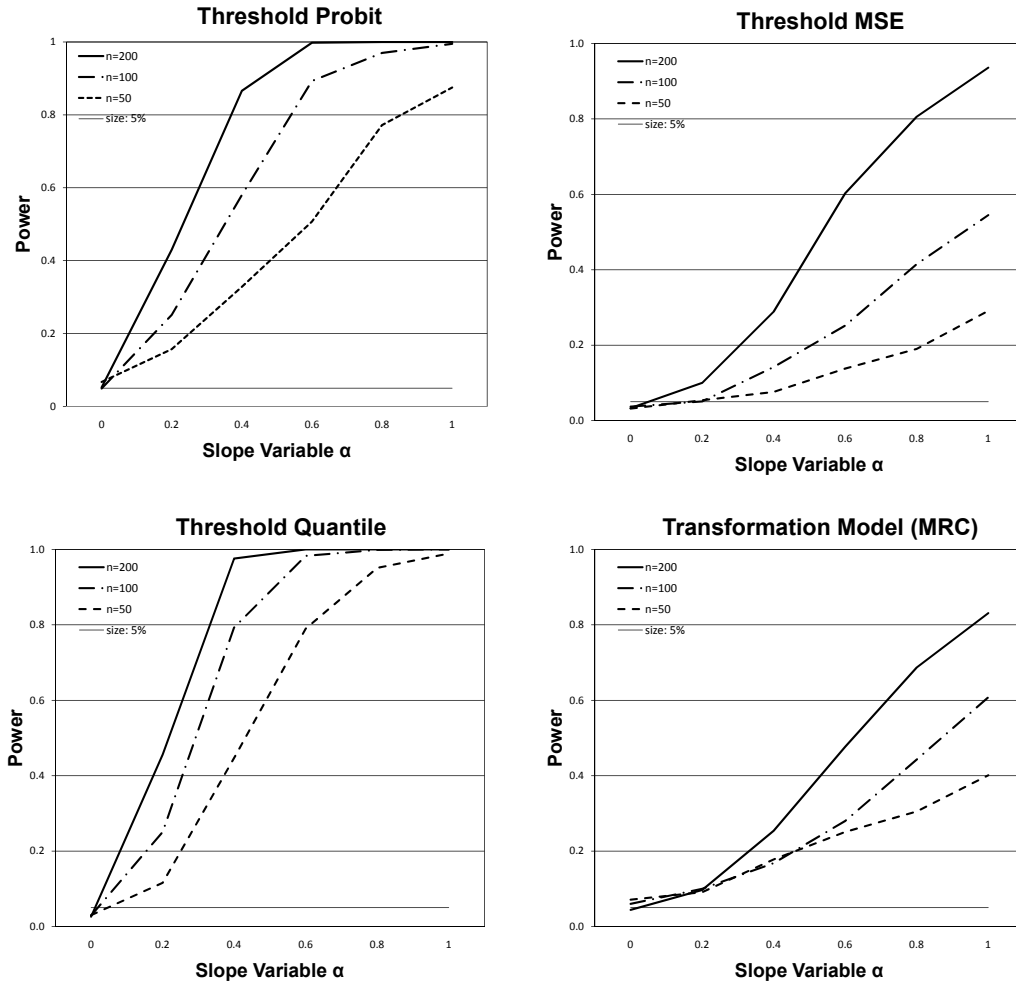 Threshold Probit
n=200
n=100
n=50
size: 5%
1
0.8
0.6
0.4
0.2
0
Power
0 0.2 0.4 0.6 0.8 1
Slope Variable α
Threshold MSE
n=200
n=100
n=50
size: 5%
1.0
0.8
0.6
0.4
0.2
0.0
Power
0 0.2 0.4 0.6 0.8 1
Slope Variable α
Threshold Quantile
n=200
n=100
n=50
size: 5%
1.0
0.8
0.6
0.4
0.2
0.0
Power
0 0.2 0.4 0.6 0.8 1
Slope Variable α
Transformation Model (MRC)
n=200
n=100
n=50
size: 5%
1.0
0.8
0.6
0.4
0.2
0.0
Power
0 0.2 0.4 0.6 0.8 1
Slope Variable α